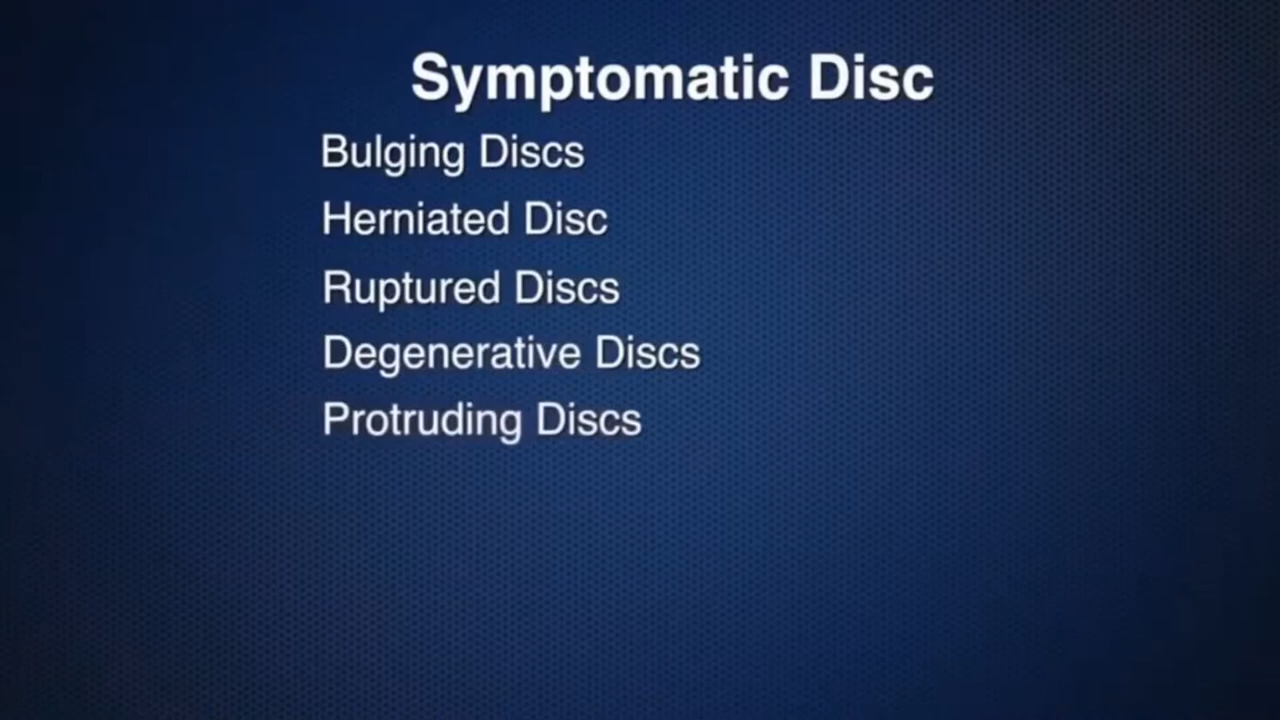 Symptomatic Disc
Bulging Discs
Herniated Disc
Ruptured Discs
Degenerative Discs
Protruding Discs